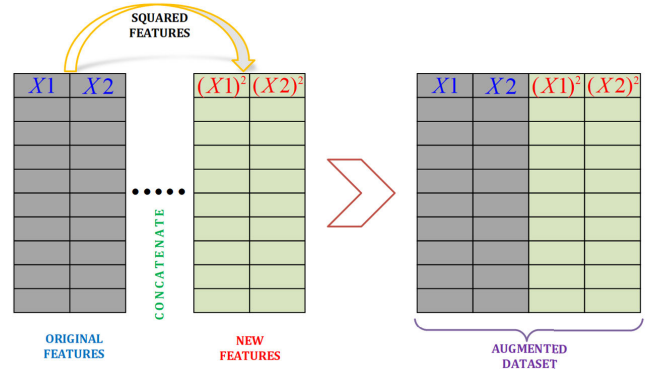 SQUARED
FEATURES
X1 X2
(X1)² (X2)²
X1 X2 (X1)² (X2)²
CONCATENATE
ORIGINAL
FEATURES
NEW
FEATURES
AUGMENTED
DATASET